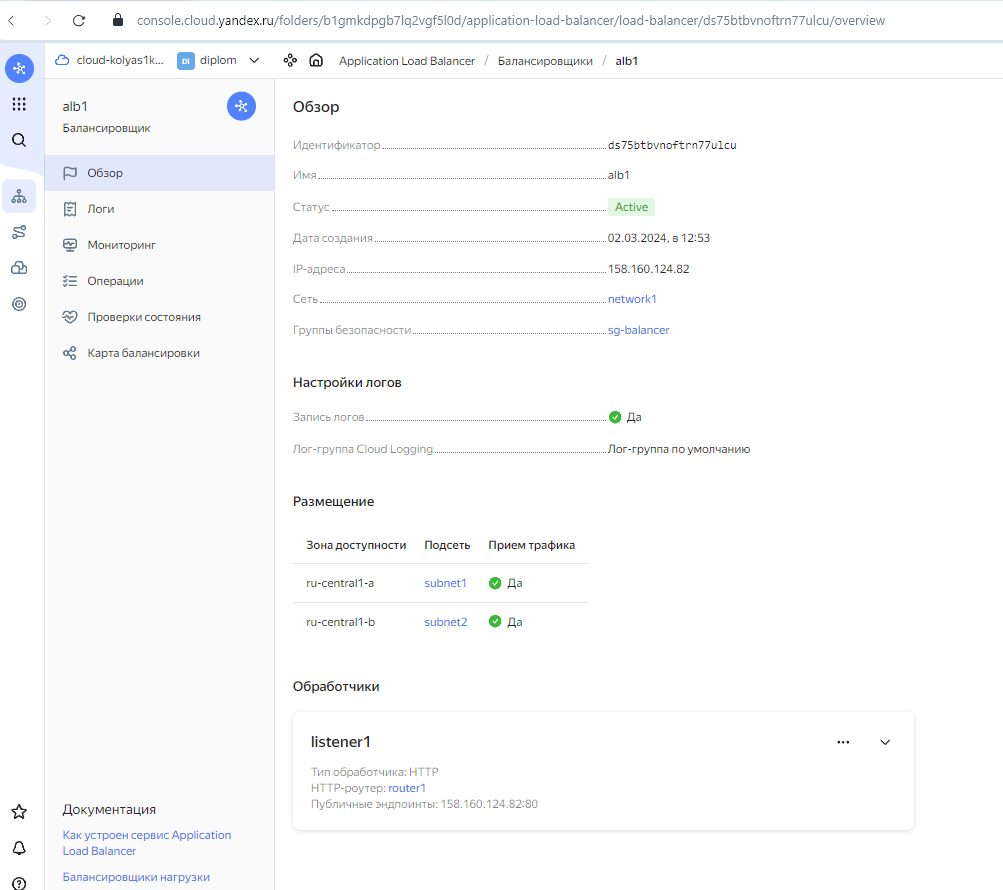 console.cloud.yandex.ru/folders/b1gmkdpgb7lq2vgf5l0d/application-load-balancer/load-balancer/ds75btbvnoftrn77ulcu/overview
cloud-kolyas1k... DI diplom Application Load Balancer / Балансировщики / alb1
alb1
Балансировщик
Обзор
Логи
Мониторинг
Операции
Проверки состояния
Карта балансировки
Документация
Как устроен сервис Application
Load Balancer
Балансировщики нагрузки
Обзор
Идентификатор ds75btbvnoftrn77ulcu
Имя alb1
Статус Active
Дата создания 02.03.2024, в 12:53
IP-адреса 158.160.124.82
Сеть network1
Группы безопасности sg-balancer
Настройки логов
Запись логов Да
Лог-группа Cloud Logging Лог-группа по умолчанию
Размещение
Зона доступности Подсеть Прием трафика
ru-central1-a subnet1 Да
ru-central1-b subnet2 Да
Обработчики
listener1
Тип обработчика: HTTP
HTTP-роутер: router1
Публичные эндпоинты: 158.160.124.82:80